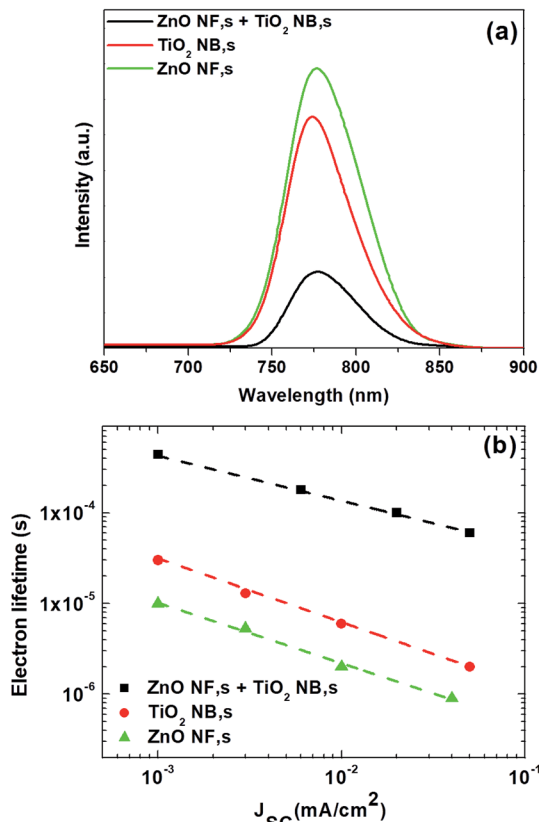 ZnO NF,s + TiO₂ NB,s
(a)
TiO₂ NB,s
ZnO NF,s
Intensity (a.u.)
650 700 750 800 850 900
Wavelength (nm)
(b)
1x10⁻⁴
1x10⁻⁵
10⁻⁶
Electron lifetime (s)
ZnO NF,s + TiO₂ NB,s
TiO₂ NB,s
ZnO NF,s
10⁻³ 10⁻² 10⁻¹
J_SC (mA/cm²)